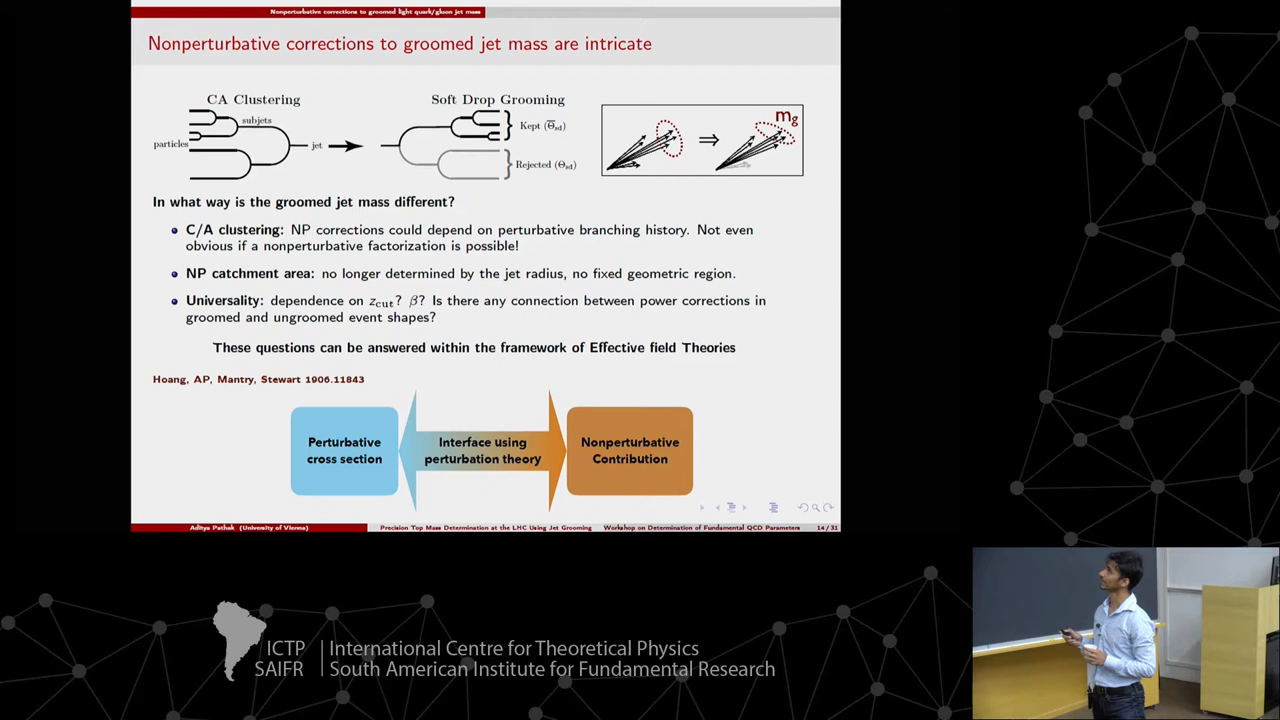 Nonperturbative corrections to groomed light quark/gluon jet mass
Nonperturbative corrections to groomed jet mass are intricate
CA Clustering
subjets
particles
jet
Soft Drop Grooming
Kept (Θ̅sd)
Rejected (Θsd)
mg
In what way is the groomed jet mass different?
C/A clustering: NP corrections could depend on perturbative branching history. Not even
obvious if a nonperturbative factorization is possible!
NP catchment area: no longer determined by the jet radius, no fixed geometric region.
Universality: dependence on zcut? β? Is there any connection between power corrections in
groomed and ungroomed event shapes?
These questions can be answered within the framework of Effective field Theories
Hoang, AP, Mantry, Stewart 1906.11843
Perturbative
cross section
Interface using
perturbation theory
Nonperturbative
Contribution
Aditya Pathak (University of Vienna)
Precision Top Mass Determination at the LHC Using Jet Grooming
Workshop on Determination of Fundamental QCD Parameters
14 / 31
ICTP
SAIFR
International Centre for Theoretical Physics
South American Institute for Fundamental Research